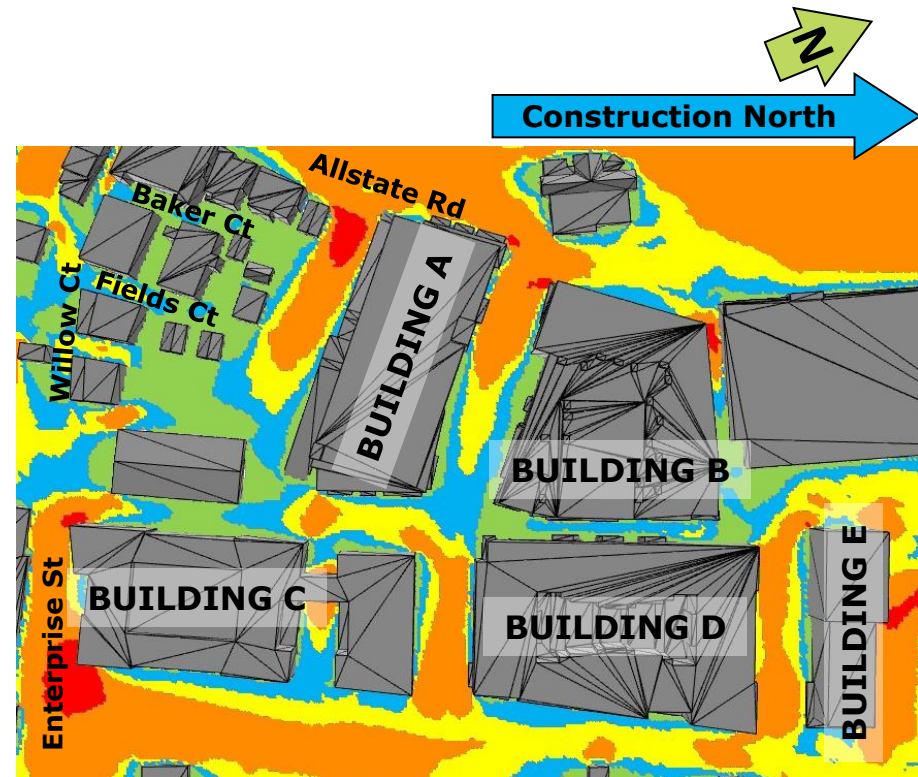 N
Construction North
Allstate Rd
Baker Ct
Fields Ct
Willow Ct
BUILDING A
BUILDING B
BUILDING C
BUILDING D
BUILDING E
Enterprise St